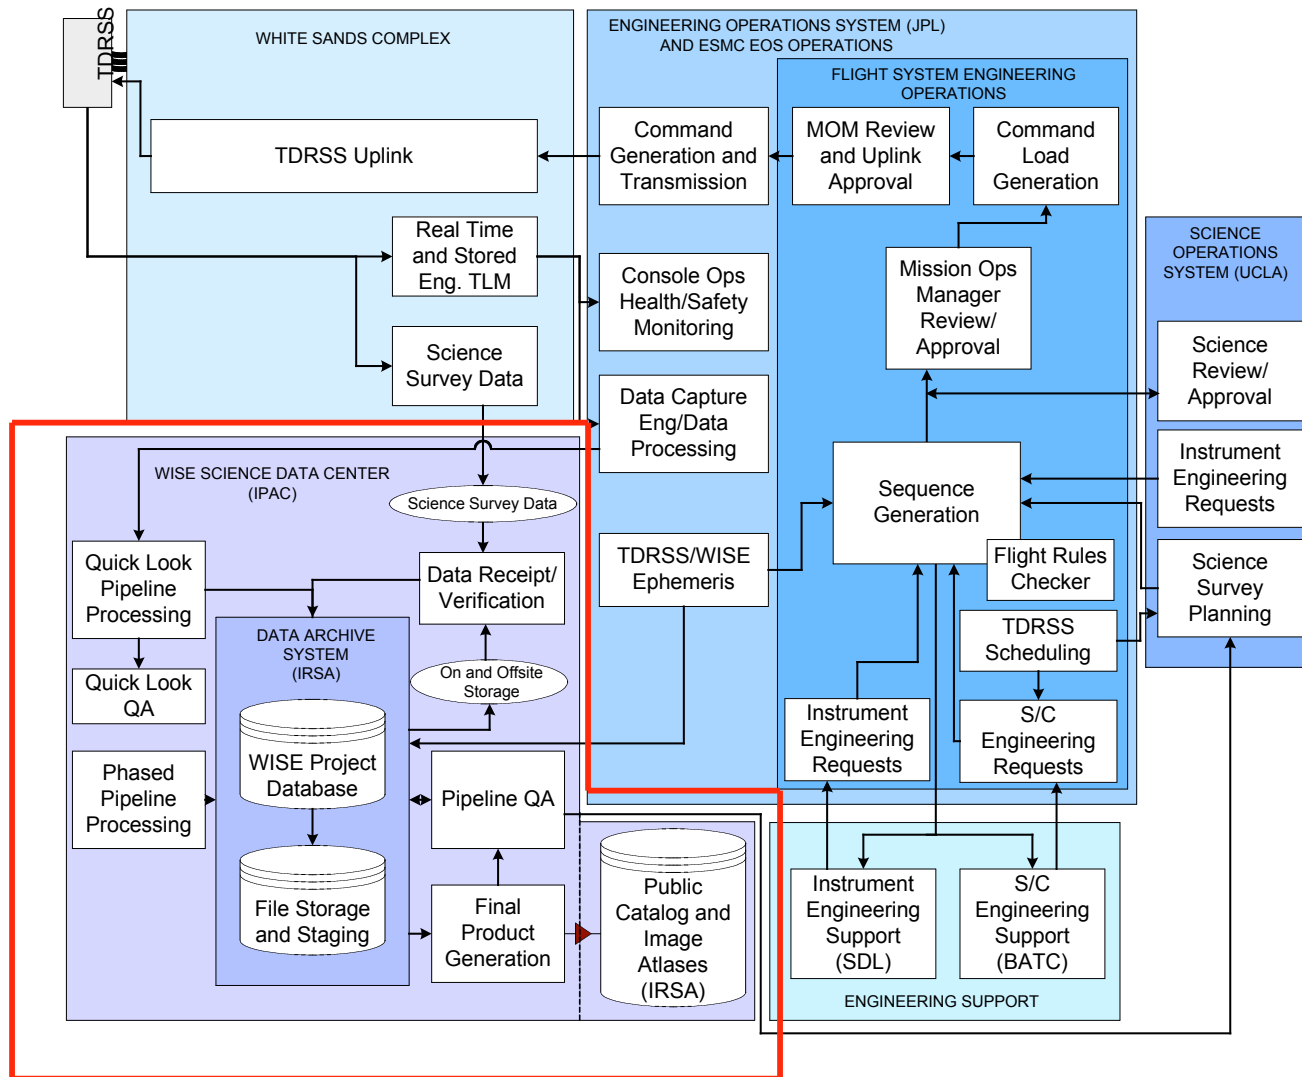 TDRSS
WHITE SANDS COMPLEX
TDRSS Uplink
Real Time
and Stored
Eng. TLM
Science
Survey Data
ENGINEERING OPERATIONS SYSTEM (JPL)
AND ESMC EOS OPERATIONS
FLIGHT SYSTEM ENGINEERING
OPERATIONS
Command
Generation and
Transmission
MOM Review
and Uplink
Approval
Command
Load
Generation
Console Ops
Health/Safety
Monitoring
Mission Ops
Manager
Review/
Approval
Data Capture
Eng/Data
Processing
Sequence
Generation
Flight Rules
Checker
TDRSS/WISE
Ephemeris
TDRSS
Scheduling
Instrument
Engineering
Requests
S/C
Engineering
Requests
SCIENCE
OPERATIONS
SYSTEM (UCLA)
Science
Review/
Approval
Instrument
Engineering
Requests
Science
Survey
Planning
WISE SCIENCE DATA CENTER
(IPAC)
Science Survey Data
Quick Look
Pipeline
Processing
Data Receipt/
Verification
Quick Look
QA
DATA ARCHIVE
SYSTEM
(IRSA)
On and Offsite
Storage
WISE Project
Database
Phased
Pipeline
Processing
Pipeline QA
File Storage
and Staging
Final
Product
Generation
Public
Catalog and
Image
Atlases
(IRSA)
Instrument
Engineering
Support
(SDL)
S/C
Engineering
Support
(BATC)
ENGINEERING SUPPORT